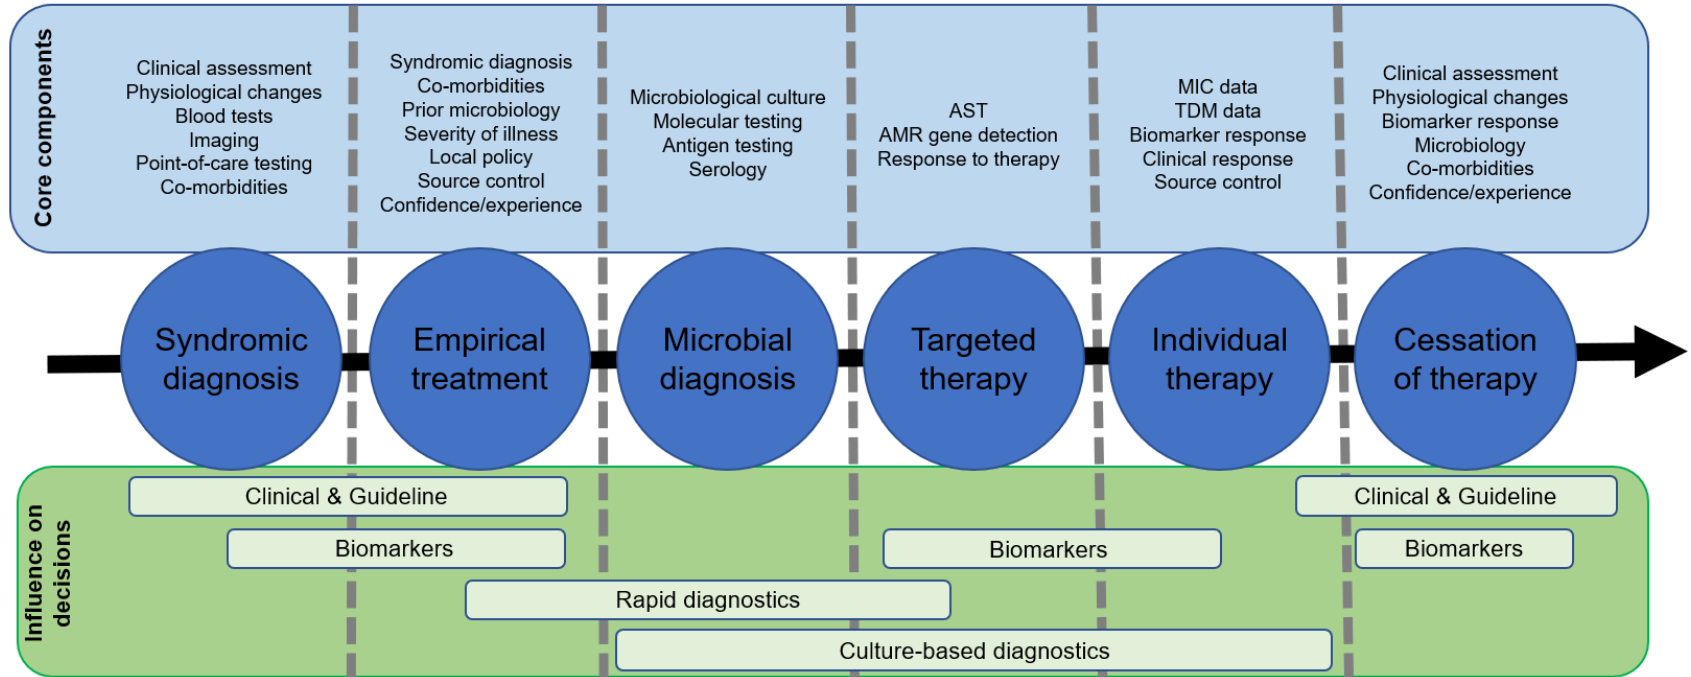 Core components
Clinical assessment
Physiological changes
Blood tests
Imaging
Point-of-care testing
Co-morbidities
Syndromic diagnosis
Co-morbidities
Prior microbiology
Severity of illness
Local policy
Source control
Confidence/experience
Microbiological culture
Molecular testing
Antigen testing
Serology
AST
AMR gene detection
Response to therapy
MIC data
TDM data
Biomarker response
Clinical response
Source control
Clinical assessment
Physiological changes
Biomarker response
Microbiology
Co-morbidities
Confidence/experience
Syndromic
diagnosis
Empirical
treatment
Microbial
diagnosis
Targeted
therapy
Individual
therapy
Cessation
of therapy
Influence on
decisions
Clinical & Guideline
Clinical & Guideline
Biomarkers
Biomarkers
Biomarkers
Rapid diagnostics
Culture-based diagnostics